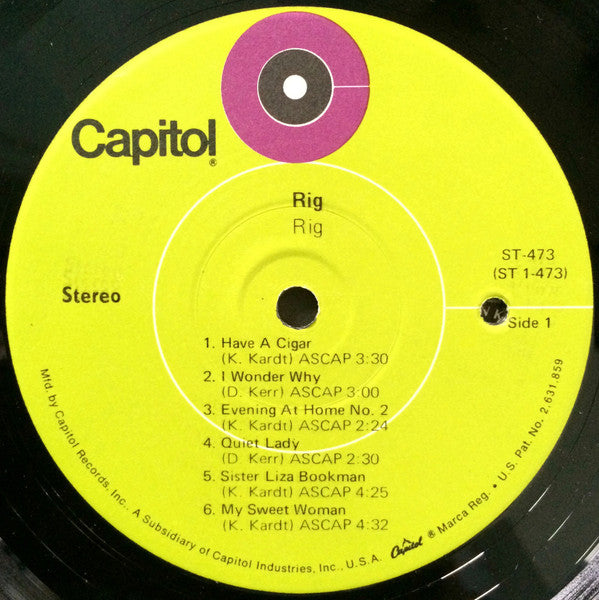 Capitol®
Rig
Rig
ST-473
(ST 1-473)
Stereo
Side 1
1. Have A Cigar
(K. Kardt) ASCAP 3:30
2. I Wonder Why
(D. Kerr) ASCAP 3:00
3. Evening At Home No. 2
(K. Kardt) ASCAP 2:24
4. Quiet Lady
(D. Kerr) ASCAP 2:30
5. Sister Liza Bookman
(K. Kardt) ASCAP 4:25
6. My Sweet Woman
(K. Kardt) ASCAP 4:32
Mfd. by Capitol Records, Inc., A Subsidiary of Capitol Industries, Inc., U.S.A. Capitol ® Marca Reg. • U.S. Pat. No. 2,631,859